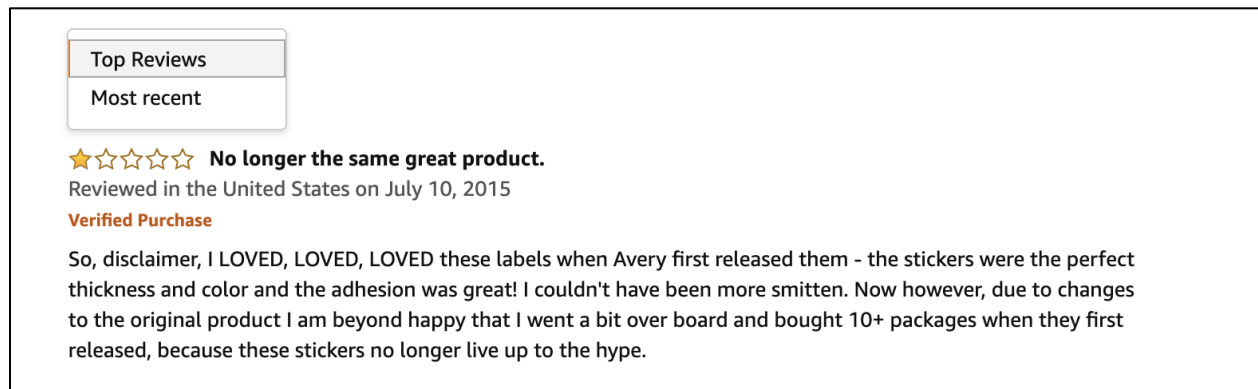 Top Reviews
Most recent
No longer the same great product.
Reviewed in the United States on July 10, 2015
Verified Purchase
So, disclaimer, I LOVED, LOVED, LOVED these labels when Avery first released them - the stickers were the perfect
thickness and color and the adhesion was great! I couldn't have been more smitten. Now however, due to changes
to the original product I am beyond happy that I went a bit over board and bought 10+ packages when they first
released, because these stickers no longer live up to the hype.